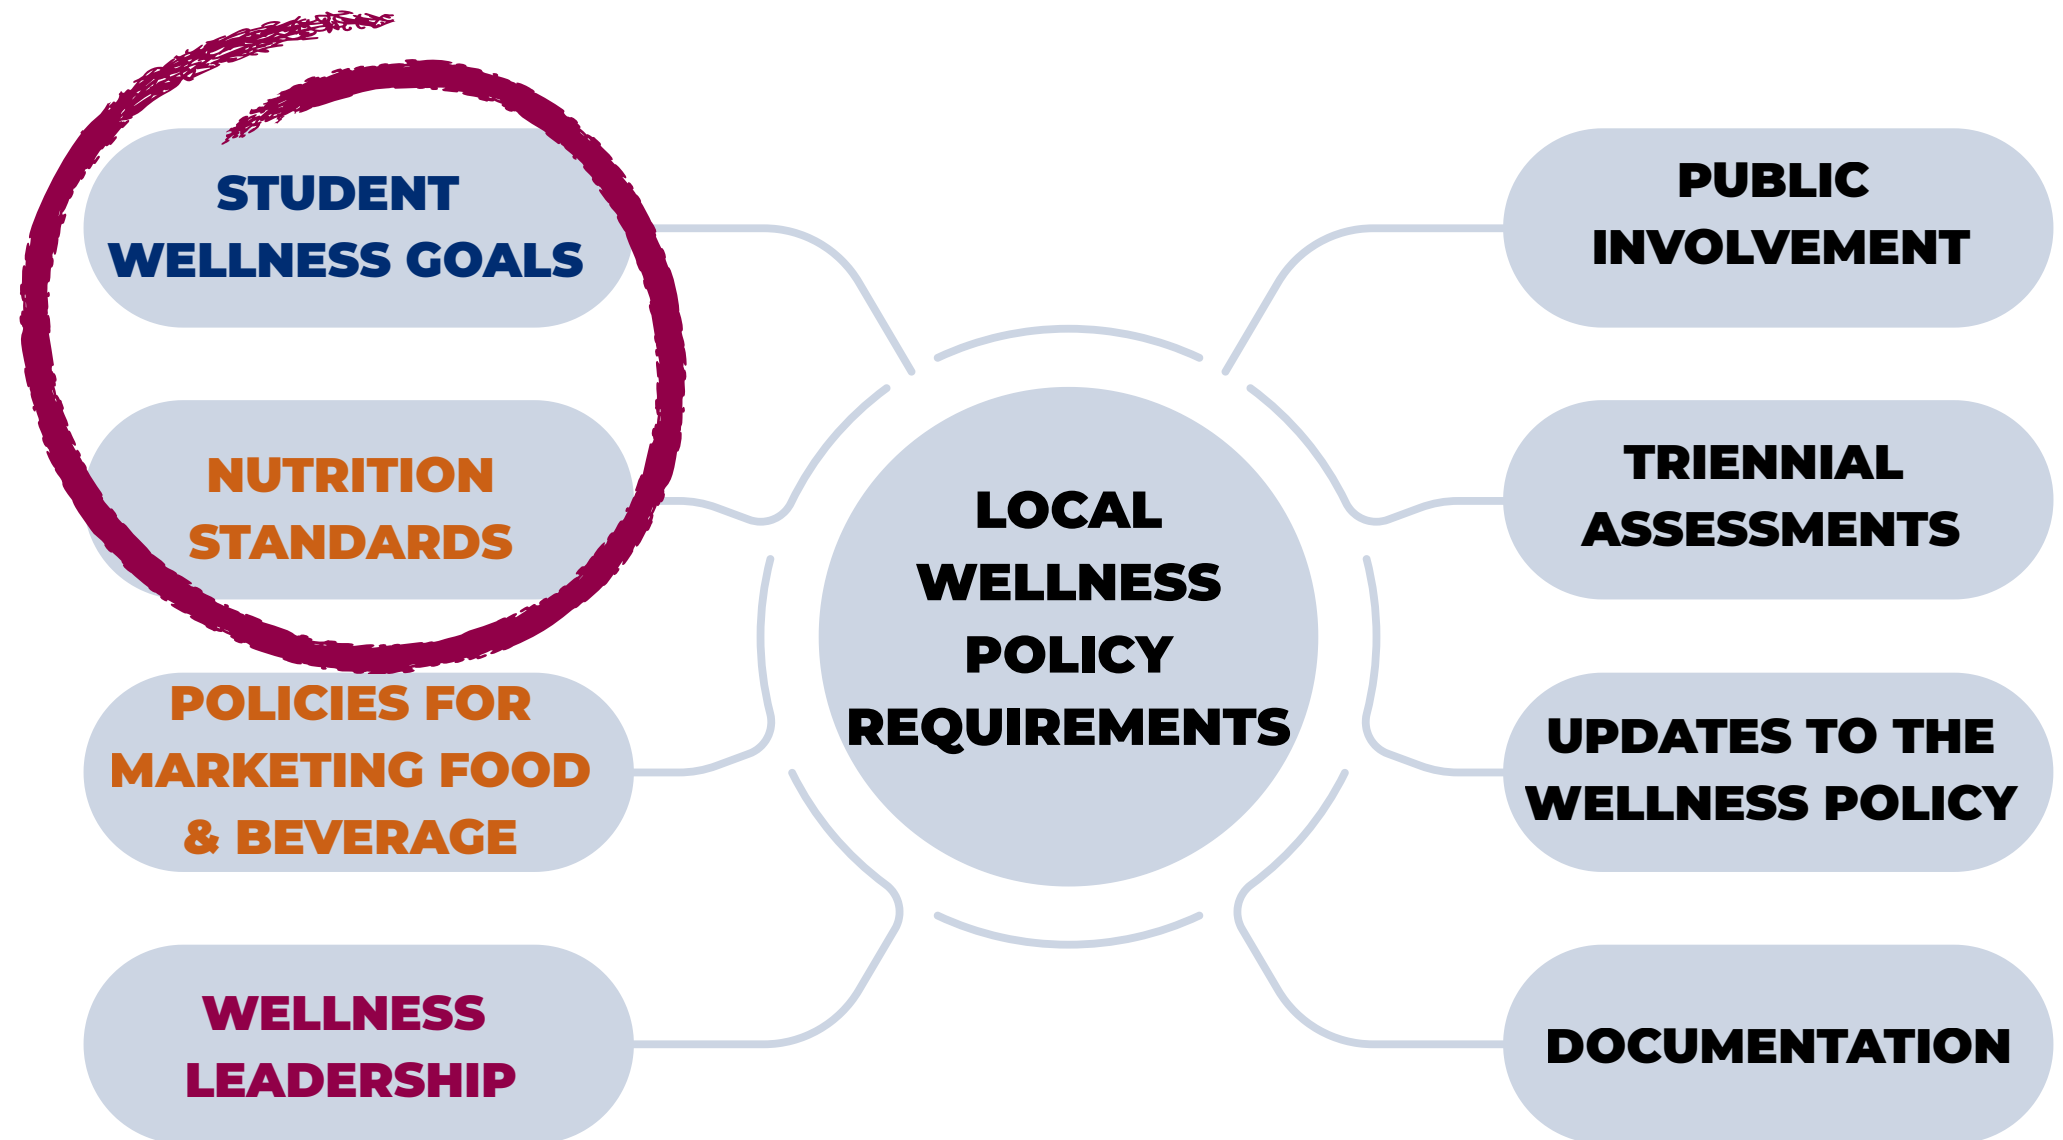 STUDENT
WELLNESS GOALS
NUTRITION
STANDARDS
POLICIES FOR
MARKETING FOOD
& BEVERAGE
WELLNESS
LEADERSHIP
LOCAL
WELLNESS
POLICY
REQUIREMENTS
PUBLIC
INVOLVEMENT
TRIENNIAL
ASSESSMENTS
UPDATES TO THE
WELLNESS POLICY
DOCUMENTATION